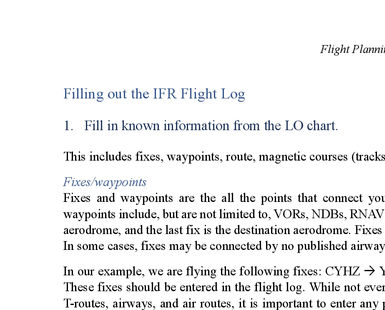 Flight Planni
Filling out the IFR Flight Log
1. Fill in known information from the LO chart.
This includes fixes, waypoints, route, magnetic courses (tracks
Fixes/waypoints
Fixes and waypoints are the all the points that connect you
waypoints include, but are not limited to, VORs, NDBs, RNAV
aerodrome, and the last fix is the destination aerodrome. Fixes
In some cases, fixes may be connected by no published airway
In our example, we are flying the following fixes: CYHZ → Y
These fixes should be entered in the flight log. While not ever
T-routes, airways, and air routes, it is important to enter any p